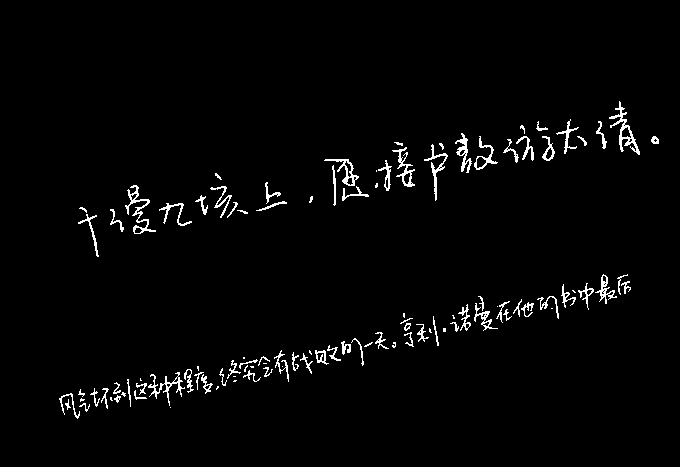 汗漫九垓上，愿接卢敖游太清。
风气坏到这种程度，终究会有战败的一天。亨利·诺曼在他的书中最后